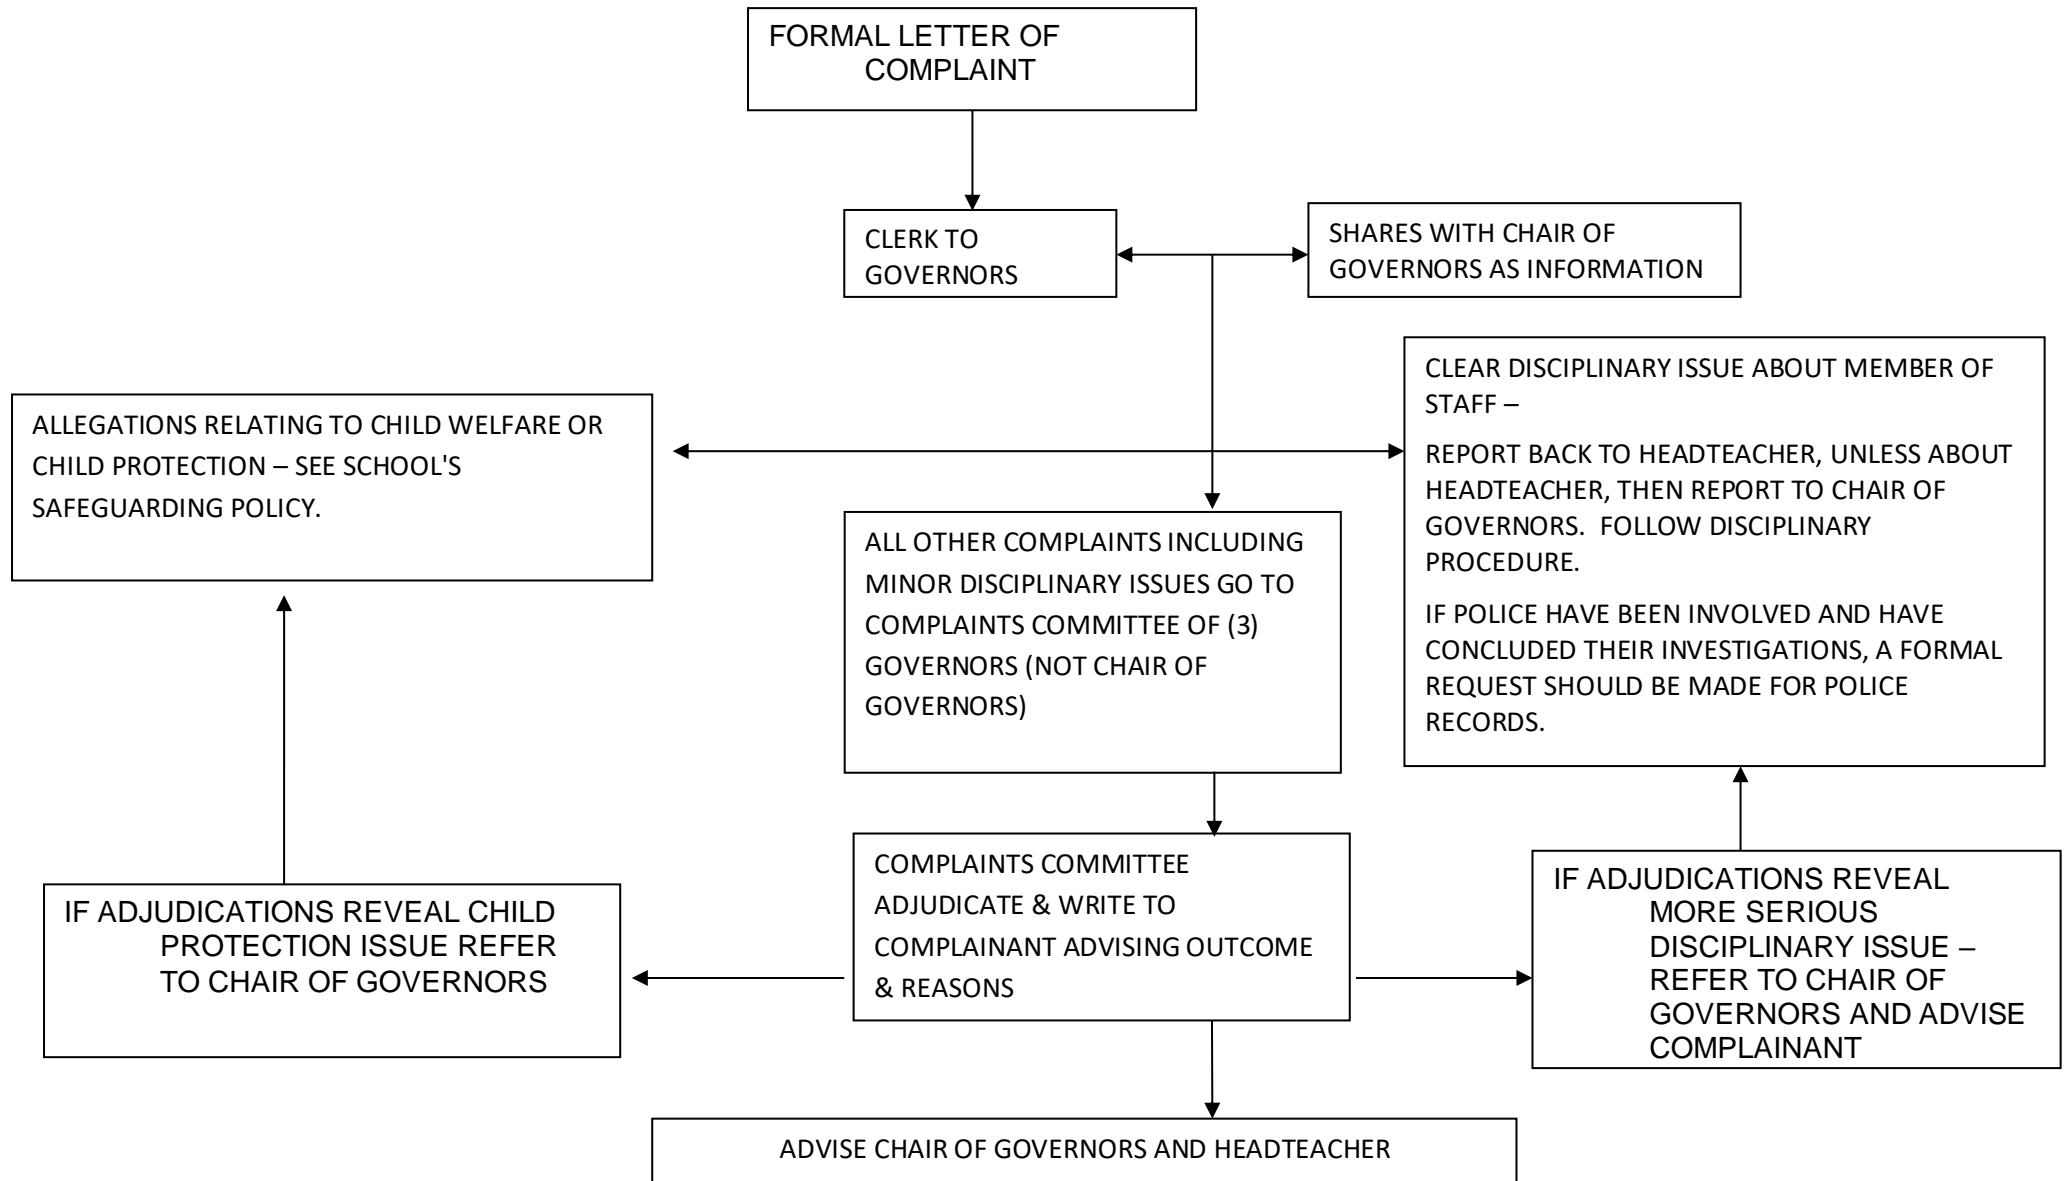 FORMAL LETTER OF
COMPLAINT
CLERK TO
GOVERNORS
SHARES WITH CHAIR OF
GOVERNORS AS INFORMATION
ALLEGATIONS RELATING TO CHILD WELFARE OR
CHILD PROTECTION – SEE SCHOOL'S
SAFEGUARDING POLICY.
CLEAR DISCIPLINARY ISSUE ABOUT MEMBER OF
STAFF –
REPORT BACK TO HEADTEACHER, UNLESS ABOUT
HEADTEACHER, THEN REPORT TO CHAIR OF
GOVERNORS.  FOLLOW DISCIPLINARY
PROCEDURE.
IF POLICE HAVE BEEN INVOLVED AND HAVE
CONCLUDED THEIR INVESTIGATIONS, A FORMAL
REQUEST SHOULD BE MADE FOR POLICE
RECORDS.
ALL OTHER COMPLAINTS INCLUDING
MINOR DISCIPLINARY ISSUES GO TO
COMPLAINTS COMMITTEE OF (3)
GOVERNORS (NOT CHAIR OF
GOVERNORS)
IF ADJUDICATIONS REVEAL CHILD
PROTECTION ISSUE REFER
TO CHAIR OF GOVERNORS
COMPLAINTS COMMITTEE
ADJUDICATE & WRITE TO
COMPLAINANT ADVISING OUTCOME
& REASONS
IF ADJUDICATIONS REVEAL
MORE SERIOUS
DISCIPLINARY ISSUE –
REFER TO CHAIR OF
GOVERNORS AND ADVISE
COMPLAINANT
ADVISE CHAIR OF GOVERNORS AND HEADTEACHER